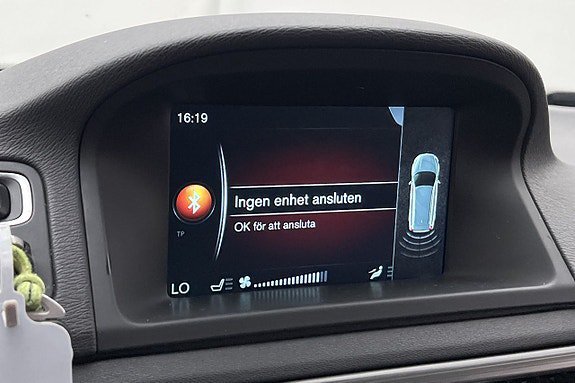 16:19
Ingen enhet ansluten
OK för att ansluta
TP
LO